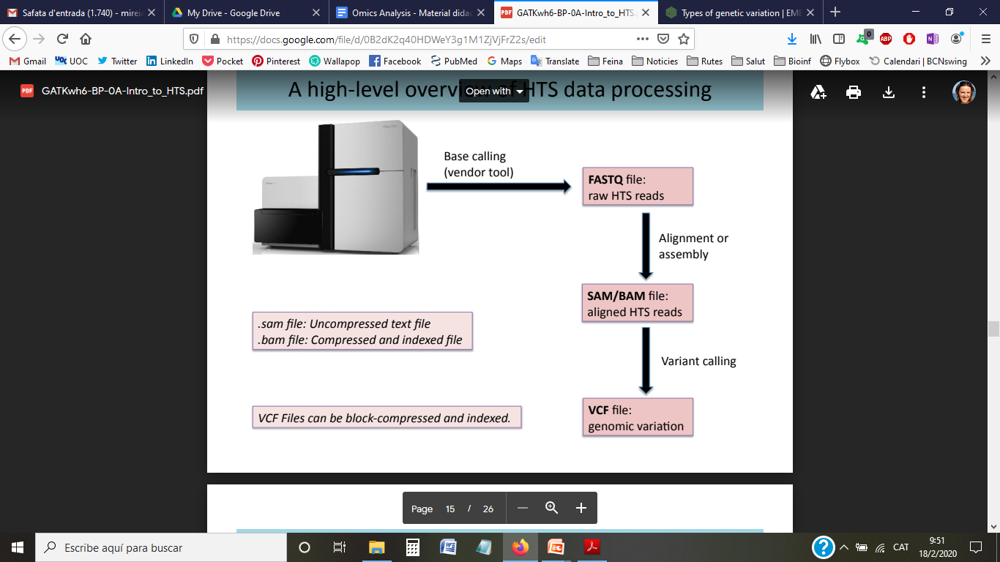 Safata d'entrada (1.740) - mirei
My Drive - Google Drive
Omics Analysis - Material didac
GATKwh6-BP-0A-Intro_to_HTS.p
Types of genetic variation | EME
https://docs.google.com/file/d/0B2dK2q40HDWeY3g1M1ZjVjFrZ2s/edit
0
ABP
Gmail
UOC
Twitter
LinkedIn
Pocket
Pinterest
Wallapop
Facebook
PubMed
Maps
Translate
Feina
Noticies
Rutes
Salut
Bioinf
Flybox
Calendari | BCNswing
PDF
GATKwh6-BP-0A-Intro_to_HTS.pdf
Open with
A high-level overview of HTS data processing
Base calling
(vendor tool)
FASTQ file:
raw HTS reads
Alignment or
assembly
SAM/BAM file:
aligned HTS reads
.sam file: Uncompressed text file
.bam file: Compressed and indexed file
Variant calling
VCF file:
genomic variation
VCF Files can be block-compressed and indexed.
Page 15 / 26
Escribe aquí para buscar
CAT
9:51
18/2/2020